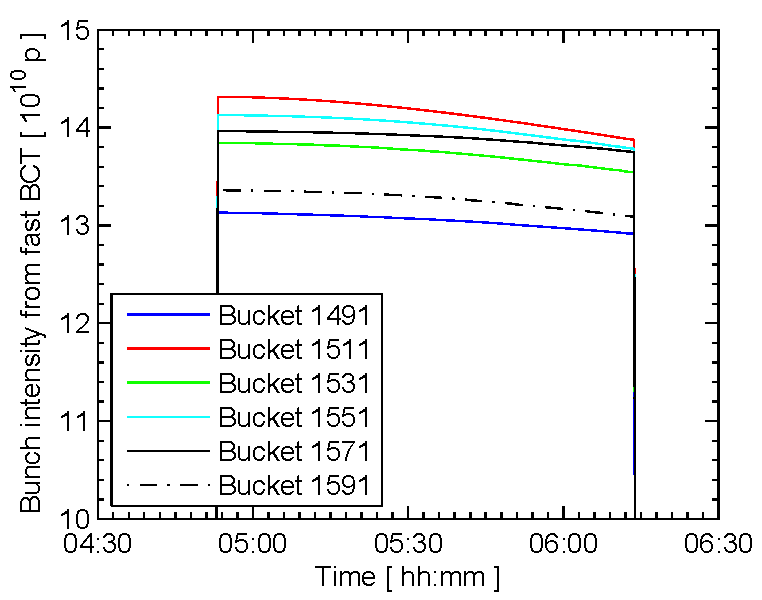 Bunch intensity from fast BCT [ 10^10 p ]
15
14
13
12
11
10
Bucket 1491
Bucket 1511
Bucket 1531
Bucket 1551
Bucket 1571
Bucket 1591
04:30 05:00 05:30 06:00 06:30
Time [ hh:mm ]